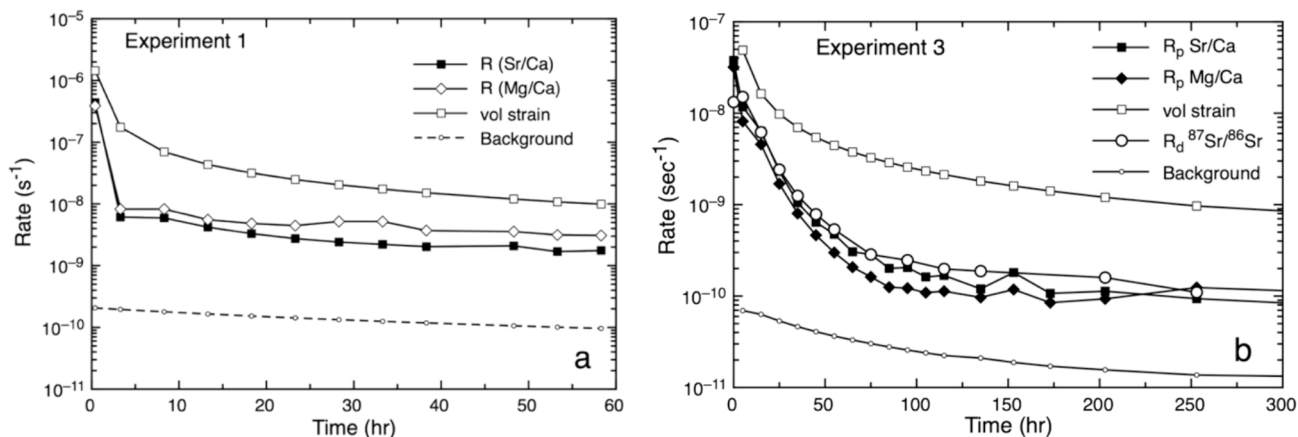 Experiment 1
R (Sr/Ca)
R (Mg/Ca)
vol strain
Background
10⁻⁵
10⁻⁶
10⁻⁷
10⁻⁸
10⁻⁹
10⁻¹⁰
10⁻¹¹
Rate (s⁻¹)
0 10 20 30 40 50 60
Time (hr)
a
Experiment 3
Rₚ Sr/Ca
Rₚ Mg/Ca
vol strain
R_d ⁸⁷Sr/⁸⁶Sr
Background
10⁻⁷
10⁻⁸
10⁻⁹
10⁻¹⁰
10⁻¹¹
Rate (sec⁻¹)
0 50 100 150 200 250 300
Time (hr)
b